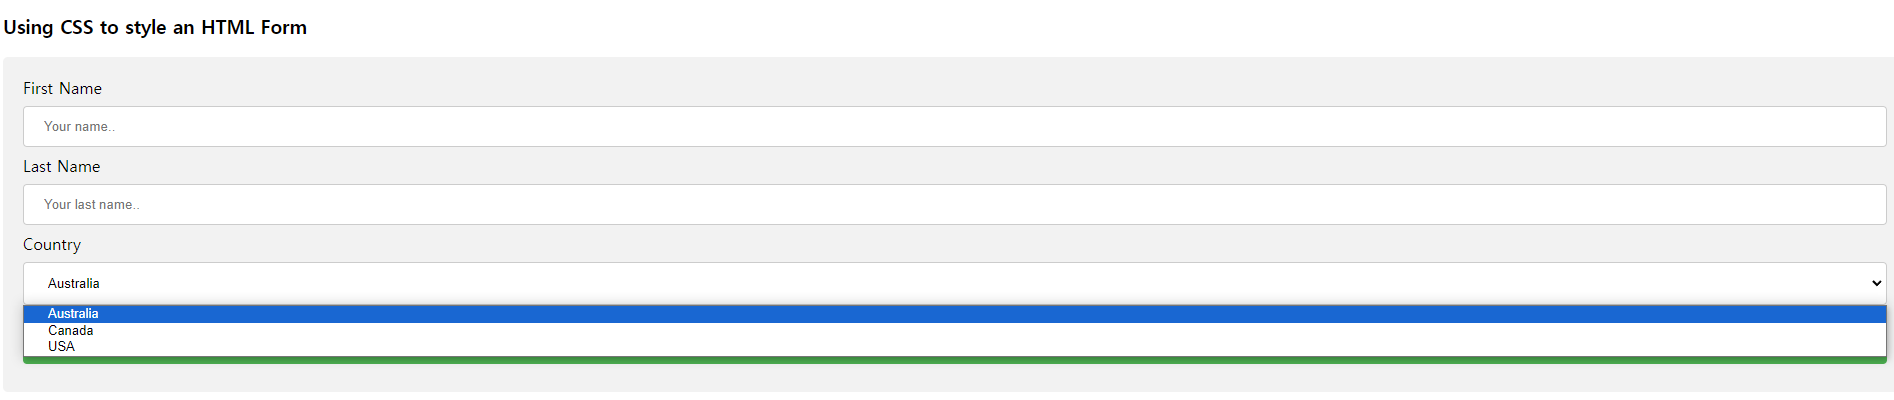 Using CSS to style an HTML Form
First Name
Your name..
Last Name
Your last name..
Country
Australia
Australia
Canada
USA